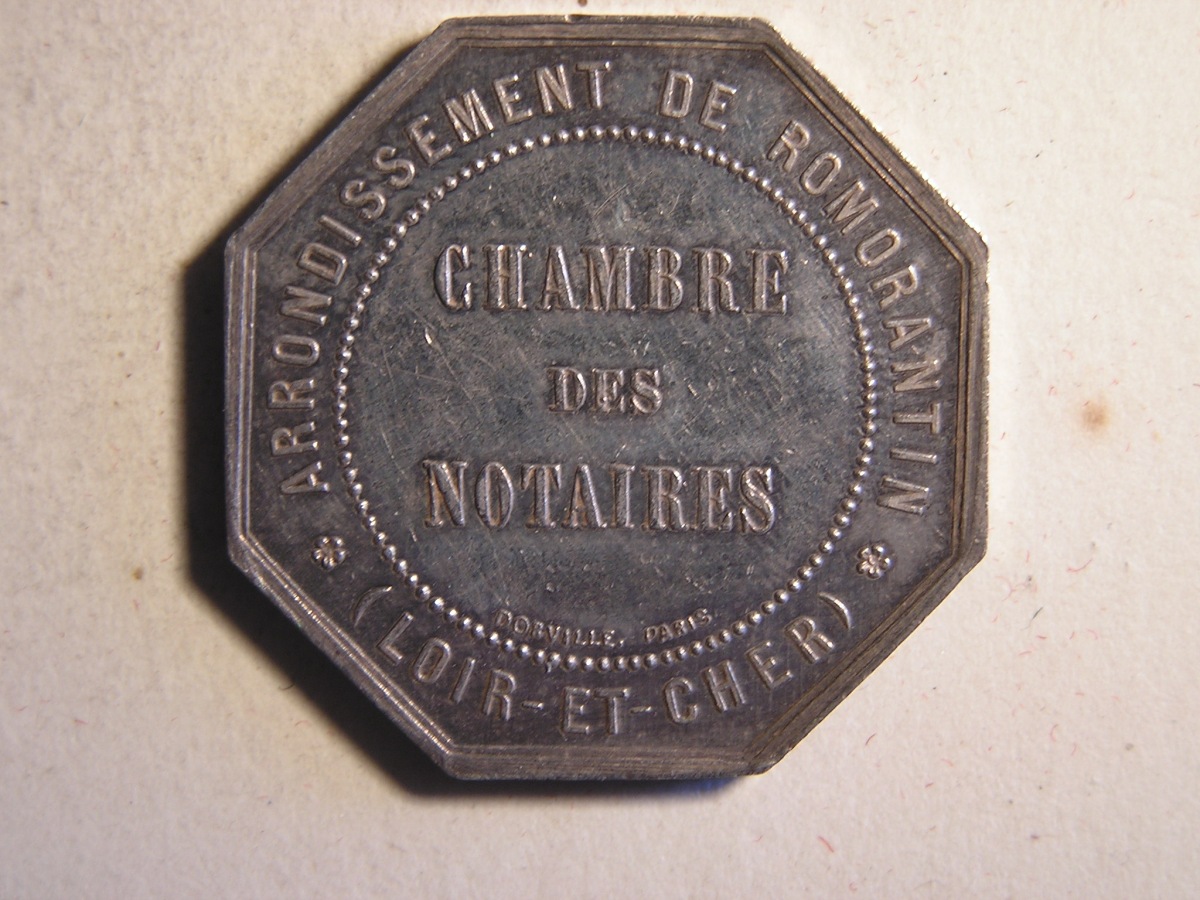 ARRONDISSEMENT DE ROMORANTIN
CHAMBRE
DES
NOTAIRES
DORVILLE. PARIS
(LOIR-ET-CHER)